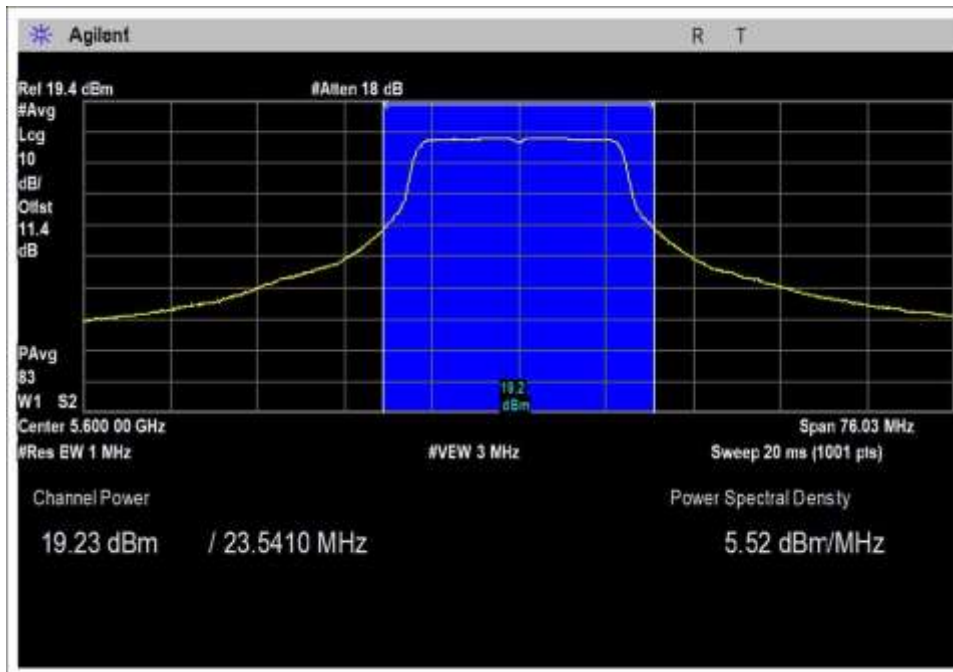 Agilent R T
Ref 19.4 dBm #Atten 18 dB
#Avg
Log
10
dB/
Offst
11.4
dB
PAvg
83
W1 S2
19.2
dBm
Center 5.600 00 GHz Span 76.03 MHz
#Res BW 1 MHz #VBW 3 MHz Sweep 20 ms (1001 pts)
Channel Power Power Spectral Density
19.23 dBm / 23.5410 MHz 5.52 dBm/MHz